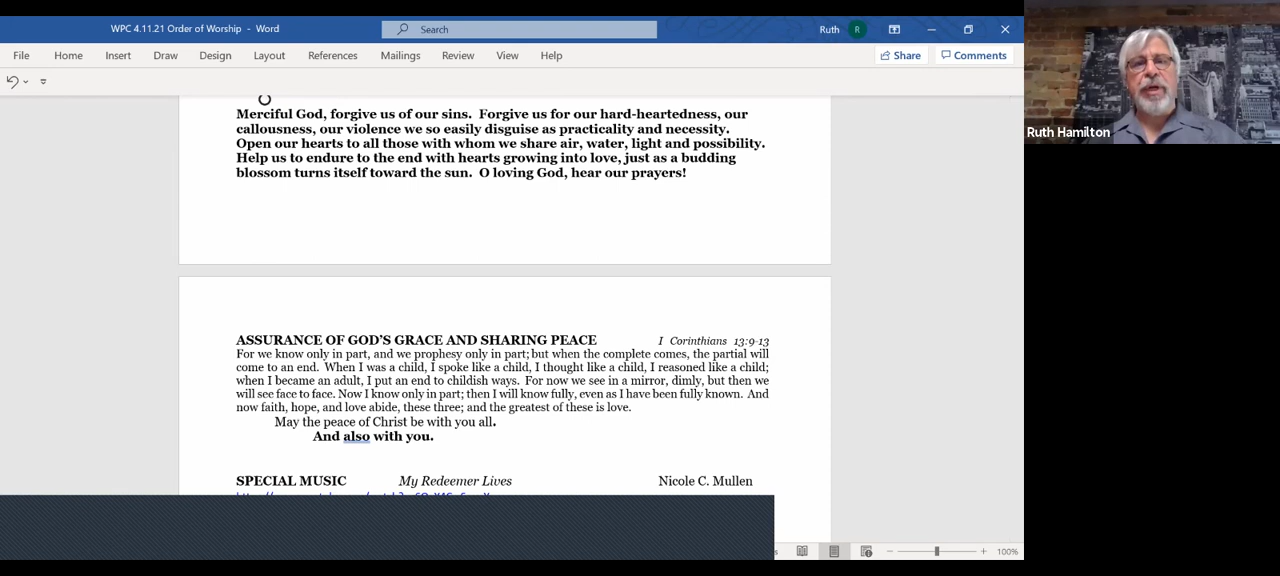 WPC 4.11.21 Order of Worship - Word
Search
Ruth R
File Home Insert Draw Design Layout References Mailings Review View Help
Share Comments
Merciful God, forgive us of our sins. Forgive us for our hard-heartedness, our
callousness, our violence we so easily disguise as practicality and necessity.
Open our hearts to all those with whom we share air, water, light and possibility.
Help us to endure to the end with hearts growing into love, just as a budding
blossom turns itself toward the sun. O loving God, hear our prayers!
ASSURANCE OF GOD'S GRACE AND SHARING PEACE I Corinthians 13:9-13
For we know only in part, and we prophesy only in part; but when the complete comes, the partial will
come to an end. When I was a child, I spoke like a child, I thought like a child, I reasoned like a child;
when I became an adult, I put an end to childish ways. For now we see in a mirror, dimly, but then we
will see face to face. Now I know only in part; then I will know fully, even as I have been fully known. And
now faith, hope, and love abide, these three; and the greatest of these is love.
May the peace of Christ be with you all.
And also with you.
SPECIAL MUSIC My Redeemer Lives Nicole C. Mullen
100%
Ruth Hamilton